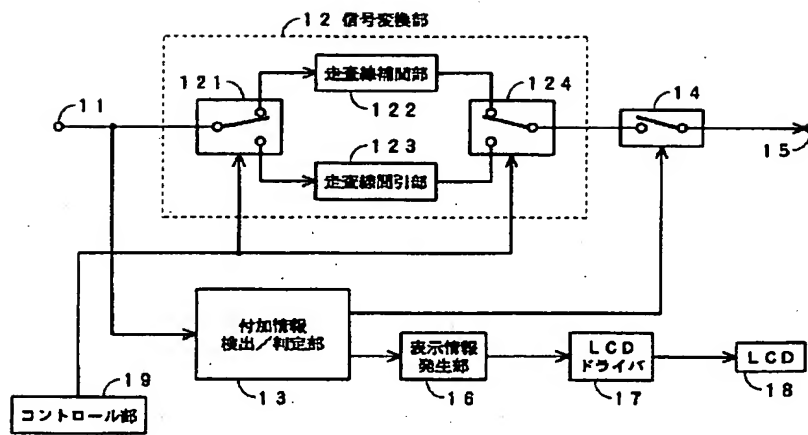 12 信号変換部
121
走査線補間部
122
124
14
11
15
123
走査線間引部
付加情報
検出/判定部
13
表示情報
発生部
16
LCD
ドライバ
17
LCD
18
19
コントロール部